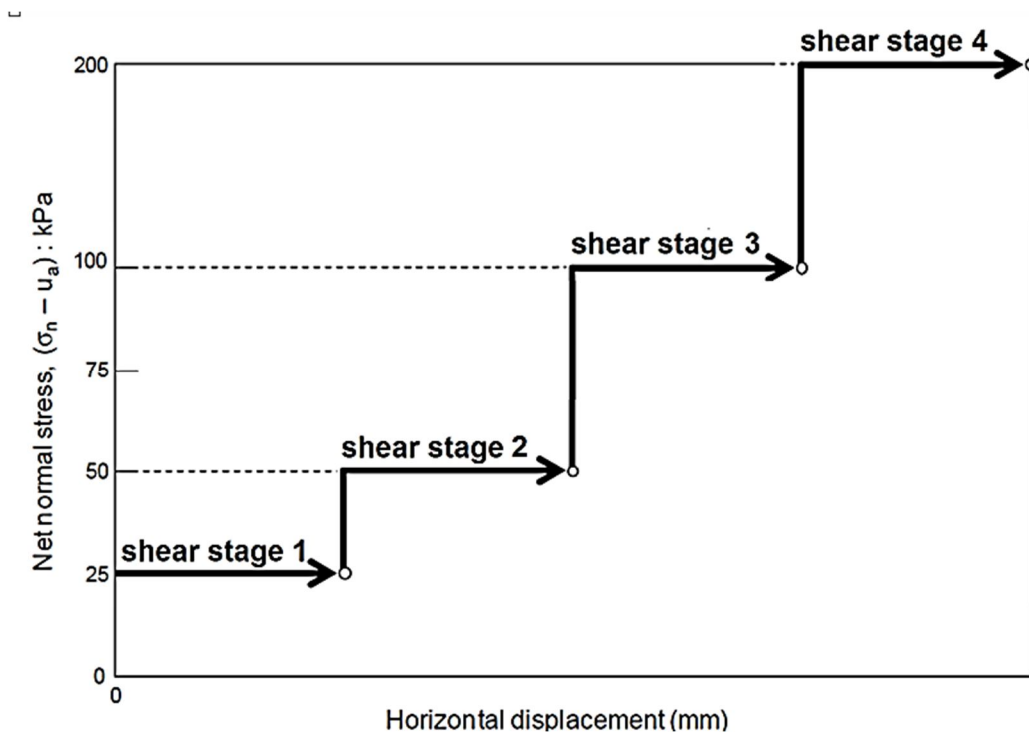 shear stage 4
200
shear stage 3
100
75
shear stage 2
50
shear stage 1
25
0
0
Net normal stress, (σn – ua) : kPa
Horizontal displacement (mm)